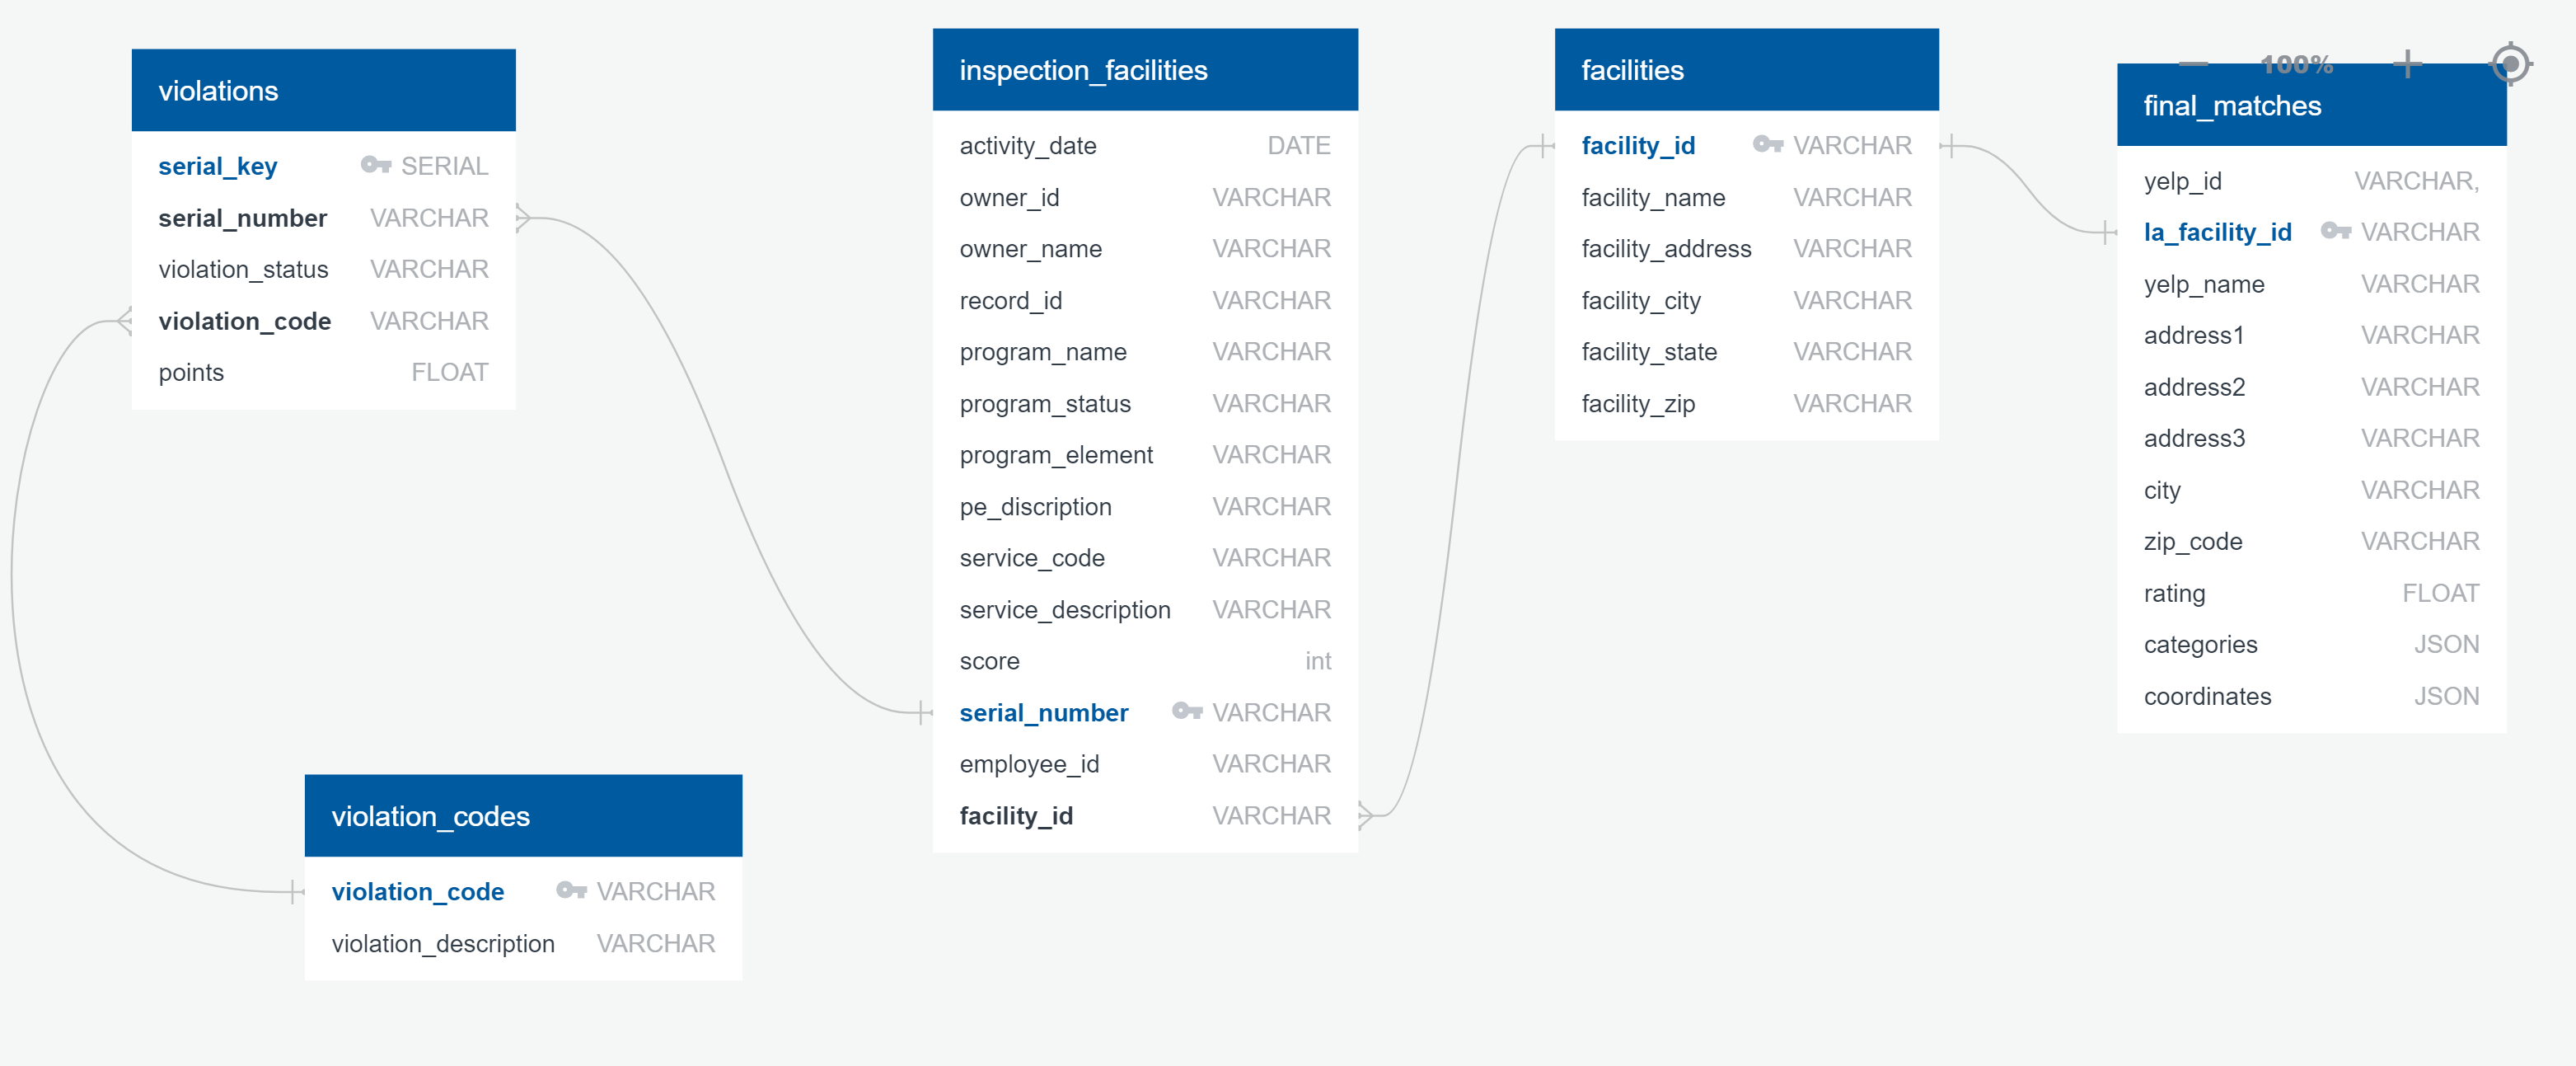 violations
serial_key SERIAL
serial_number VARCHAR
violation_status VARCHAR
violation_code VARCHAR
points FLOAT
violation_codes
violation_code VARCHAR
violation_description VARCHAR
inspection_facilities
activity_date DATE
owner_id VARCHAR
owner_name VARCHAR
record_id VARCHAR
program_name VARCHAR
program_status VARCHAR
program_element VARCHAR
pe_discription VARCHAR
service_code VARCHAR
service_description VARCHAR
score int
serial_number VARCHAR
employee_id VARCHAR
facility_id VARCHAR
facilities
facility_id VARCHAR
facility_name VARCHAR
facility_address VARCHAR
facility_city VARCHAR
facility_state VARCHAR
facility_zip VARCHAR
100%
final_matches
yelp_id VARCHAR,
la_facility_id VARCHAR
yelp_name VARCHAR
address1 VARCHAR
address2 VARCHAR
address3 VARCHAR
city VARCHAR
zip_code VARCHAR
rating FLOAT
categories JSON
coordinates JSON